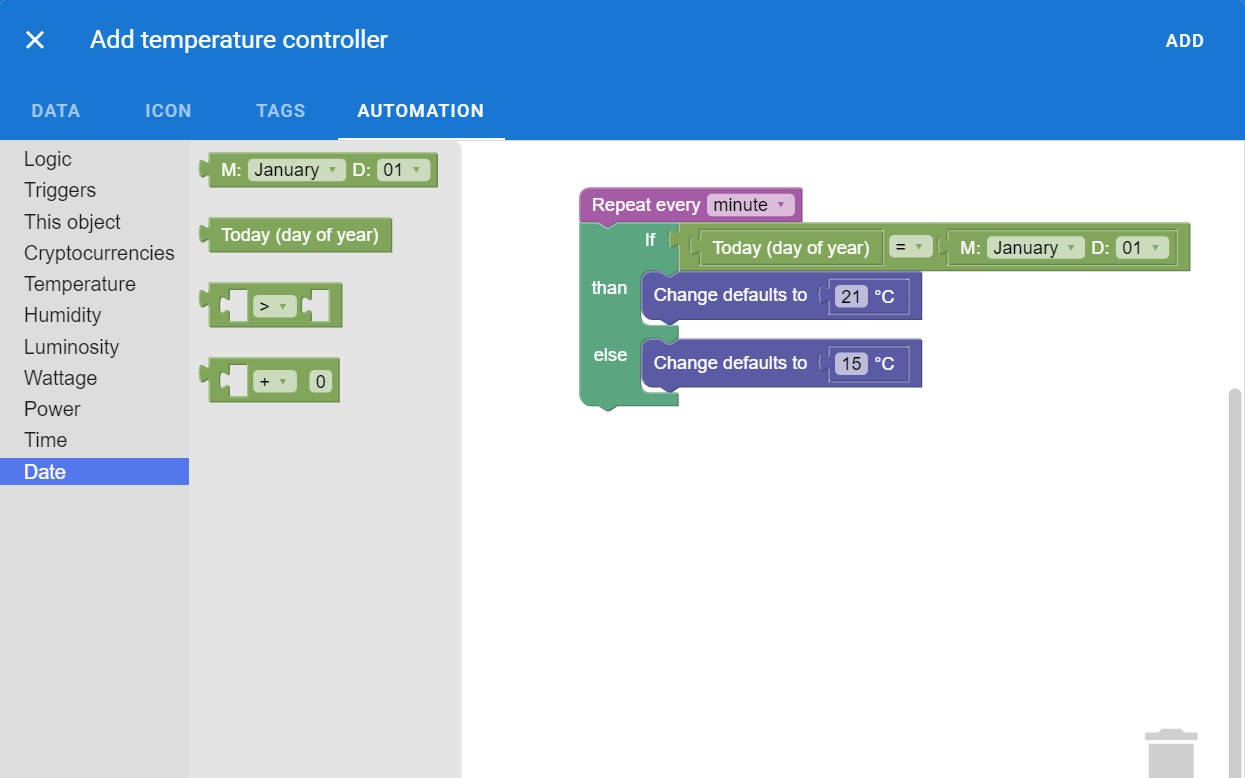 Add temperature controller
ADD
DATA ICON TAGS AUTOMATION
Logic
Triggers
This object
Cryptocurrencies
Temperature
Humidity
Luminosity
Wattage
Power
Time
Date
M: January D: 01
Today (day of year)
>
+ 0
Repeat every minute
If Today (day of year) = M: January D: 01
than Change defaults to 21 °C
else Change defaults to 15 °C